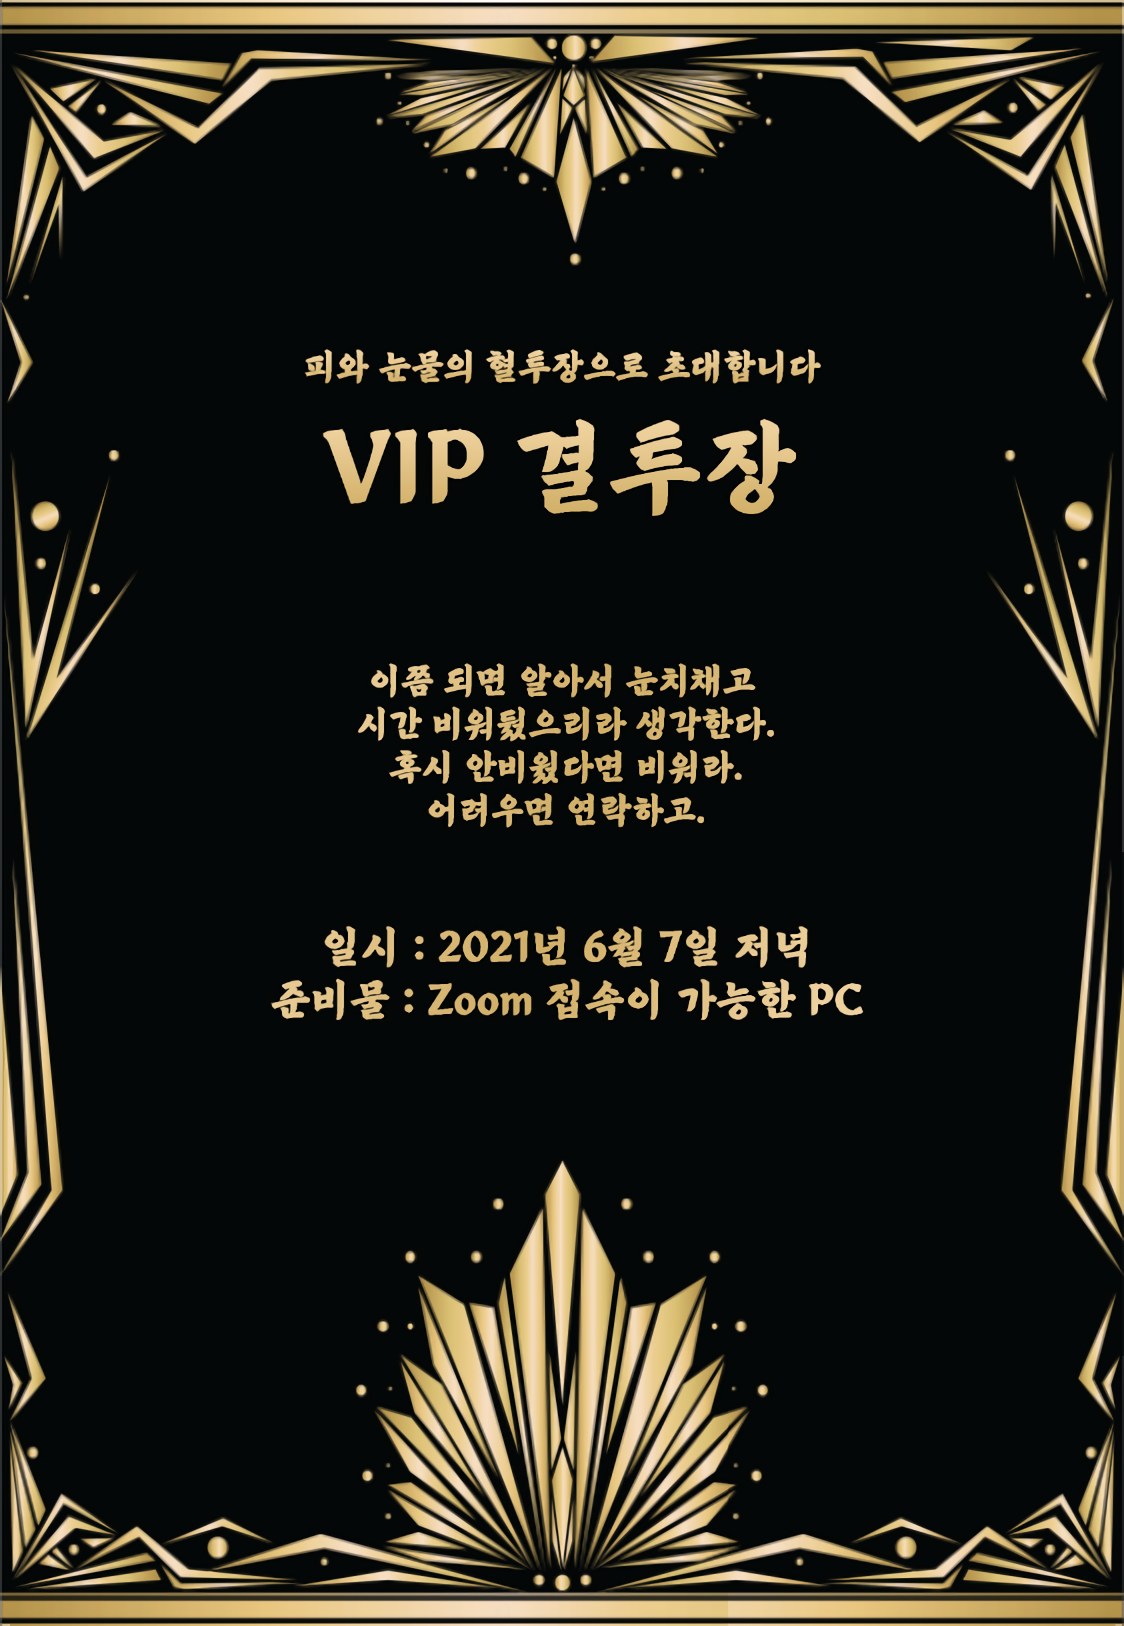 피와 눈물의 혈투장으로 초대합니다
VIP 결투장
이쯤 되면 알아서 눈치채고
시간 비워뒀으리라 생각한다.
혹시 안비웠다면 비워라.
어려우면 연락하고.
일시 : 2021년 6월 7일 저녁
준비물 : Zoom 접속이 가능한 PC